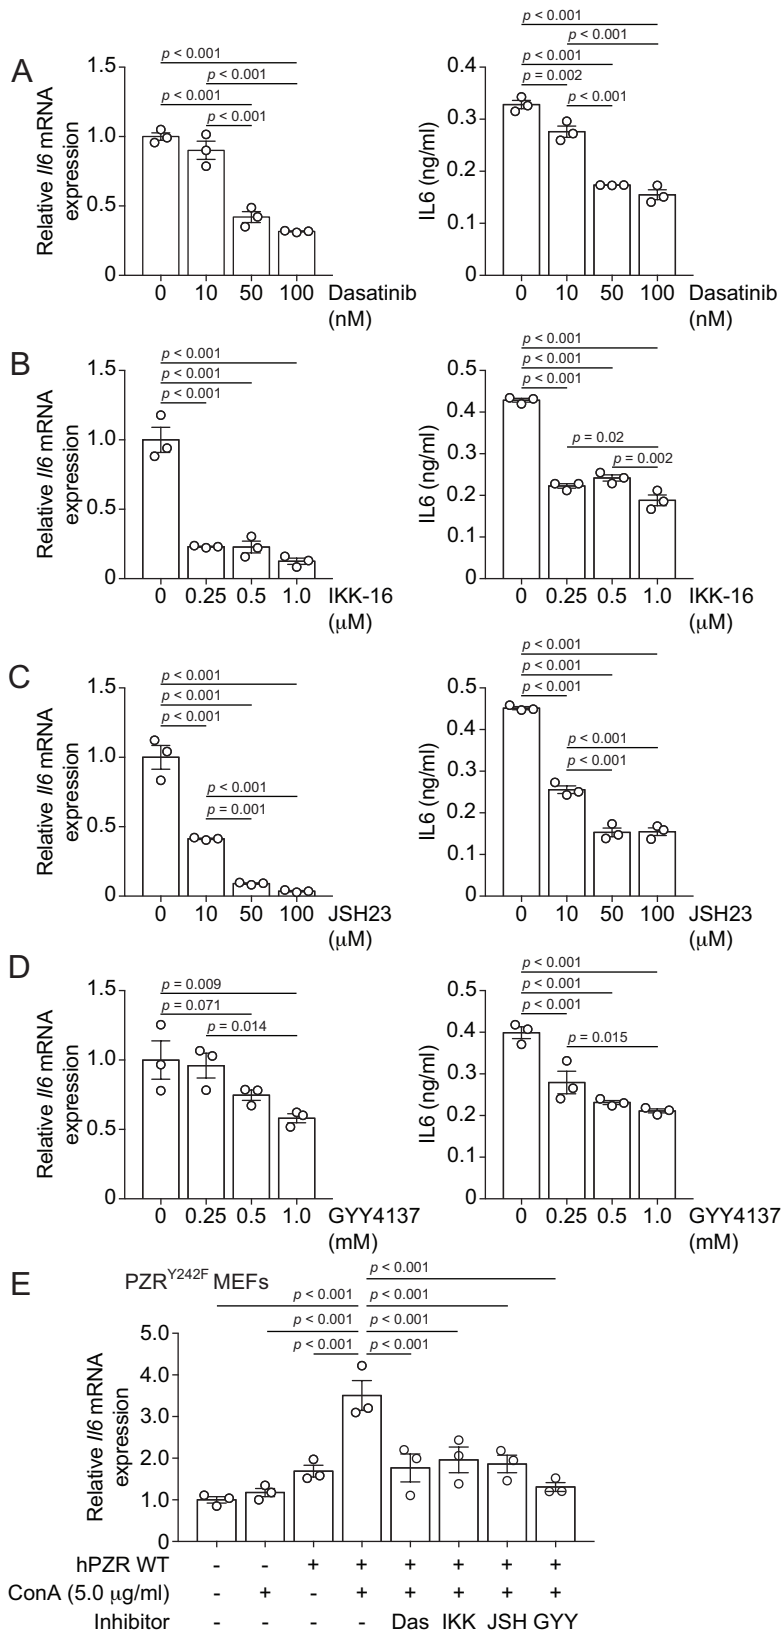 A
p < 0.001
p < 0.001
p < 0.001
p < 0.001
Relative Il6 mRNA
expression
1.5
1.0
0.5
0
0 10 50 100 Dasatinib
(nM)
p < 0.001
p < 0.001
p < 0.001
p = 0.002
p < 0.001
IL6 (ng/ml)
0.4
0.3
0.2
0.1
0
0 10 50 100 Dasatinib
(nM)
B
p < 0.001
p < 0.001
p < 0.001
Relative Il6 mRNA
expression
1.5
1.0
0.5
0
0 0.25 0.5 1.0 IKK-16
(μM)
p < 0.001
p < 0.001
p < 0.001
p = 0.02
p = 0.002
IL6 (ng/ml)
0.5
0.4
0.3
0.2
0.1
0
0 0.25 0.5 1.0 IKK-16
(μM)
C
p < 0.001
p < 0.001
p < 0.001
p < 0.001
p = 0.001
Relative Il6 mRNA
expression
1.5
1.0
0.5
0
0 10 50 100 JSH23
(μM)
p < 0.001
p < 0.001
p < 0.001
p < 0.001
p < 0.001
IL6 (ng/ml)
0.5
0.4
0.3
0.2
0.1
0
0 10 50 100 JSH23
(μM)
D
p = 0.009
p = 0.071
p = 0.014
Relative Il6 mRNA
expression
1.5
1.0
0.5
0
0 0.25 0.5 1.0 GYY4137
(mM)
p < 0.001
p < 0.001
p < 0.001
p = 0.015
IL6 (ng/ml)
0.5
0.4
0.3
0.2
0.1
0
0 0.25 0.5 1.0 GYY4137
(mM)
E
PZR^Y242F MEFs
p < 0.001
p < 0.001 p < 0.001
p < 0.001 p < 0.001
p < 0.001 p < 0.001
Relative Il6 mRNA
expression
5.0
4.0
3.0
2.0
1.0
0
hPZR WT - - + + + + + +
ConA (5.0 μg/ml) - + - + + + + +
Inhibitor - - - - Das IKK JSH GYY